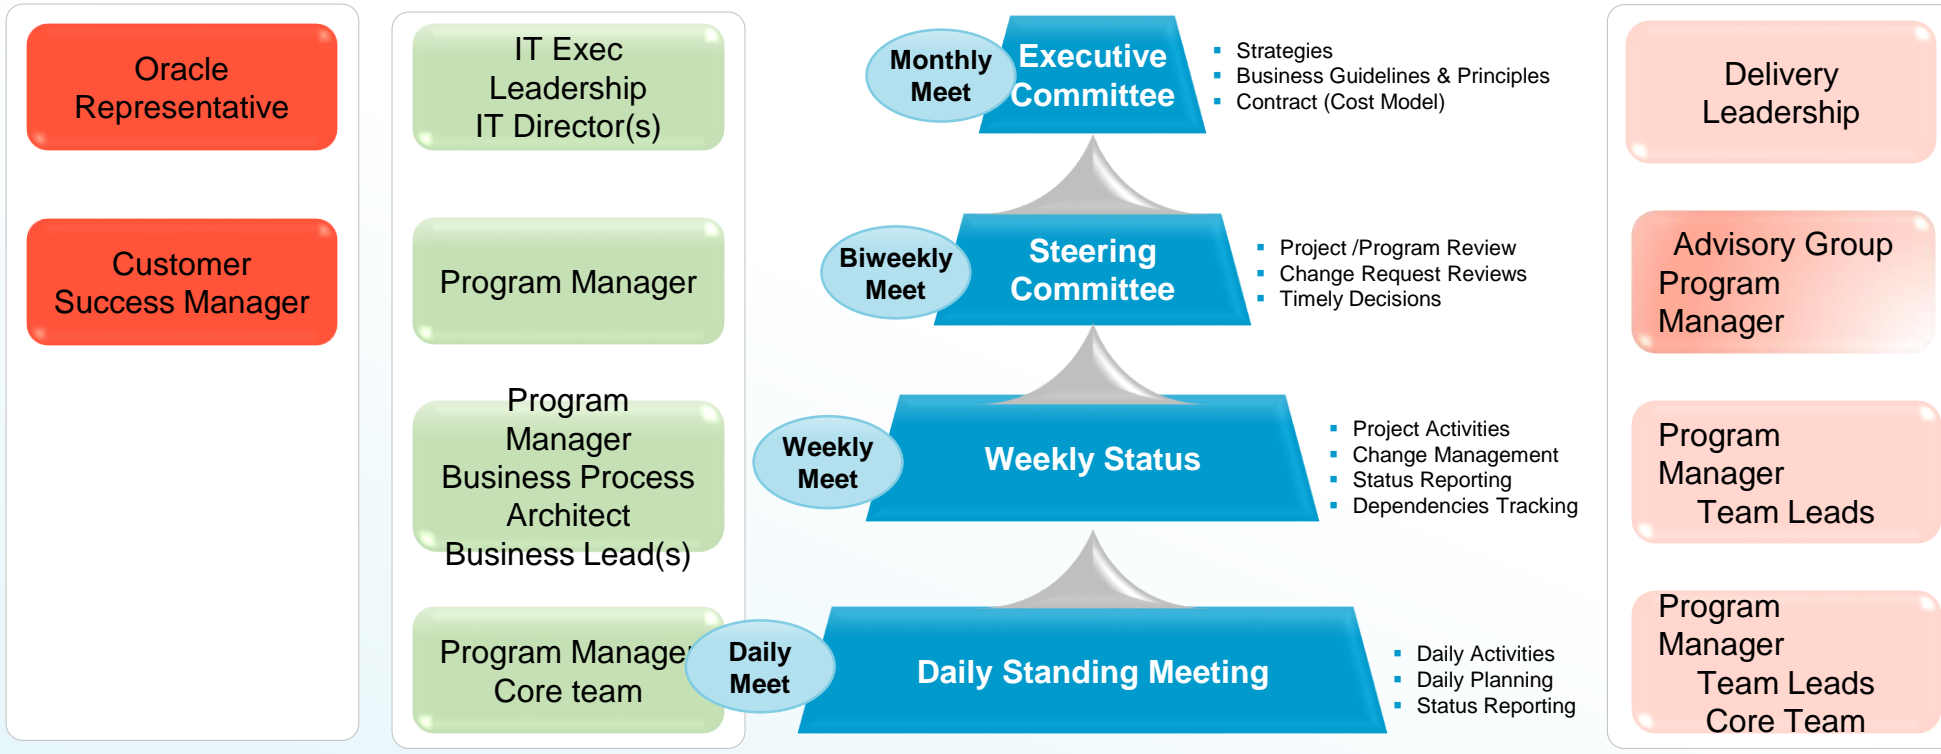 Oracle
Representative
Customer
Success Manager
IT Exec
Leadership
IT Director(s)
Program Manager
Program
Manager
Business Process
Architect
Business Lead(s)
Program Manage
Core team
Monthly
Meet
Executive
Committee
Strategies
Business Guidelines & Principles
Contract (Cost Model)
Biweekly
Meet
Steering
Committee
Project /Program Review
Change Request Reviews
Timely Decisions
Weekly
Meet
Weekly Status
Project Activities
Change Management
Status Reporting
Dependencies Tracking
Daily
Meet
Daily Standing Meeting
Daily Activities
Daily Planning
Status Reporting
Delivery
Leadership
Advisory Group
Program
Manager
Program
Manager
Team Leads
Program
Manager
Team Leads
Core Team